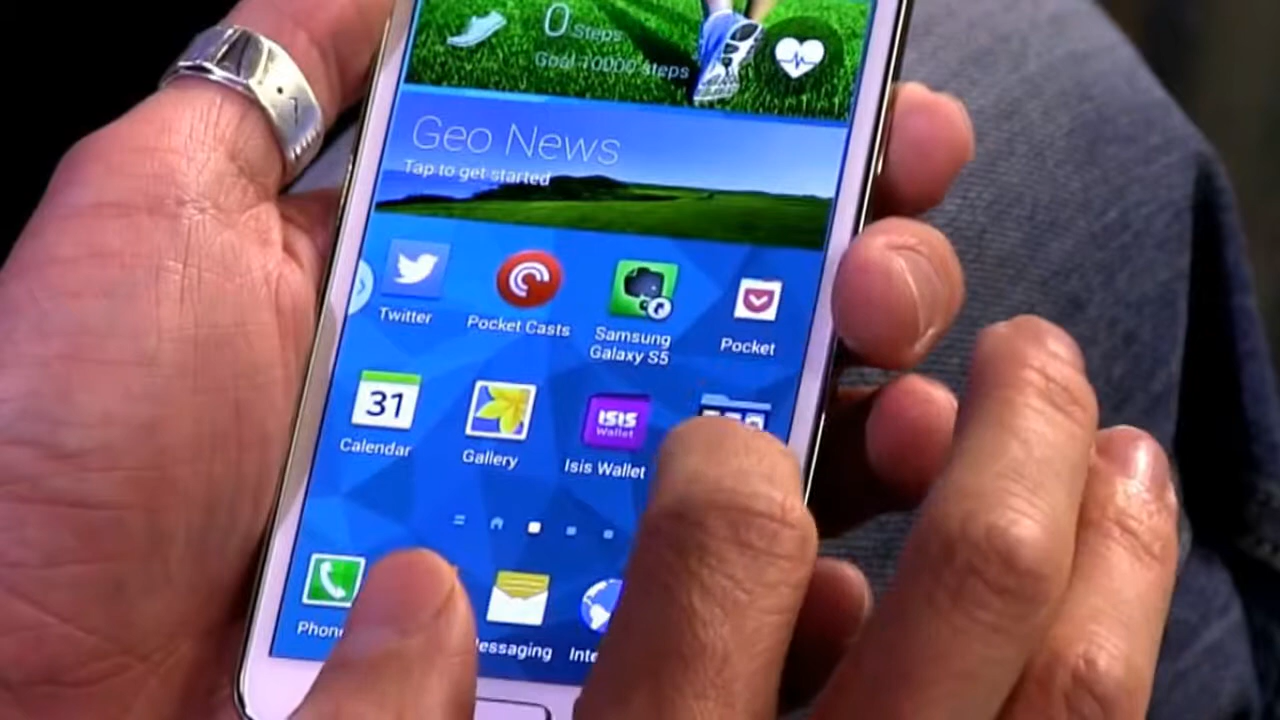 0 Steps
Goal 10000 steps
Geo News
Tap to get started
Twitter
Pocket Casts
Samsung
Galaxy S5
Pocket
31
ISIS
Wallet
Calendar
Gallery
Isis Wallet
Phone
essaging
Inte